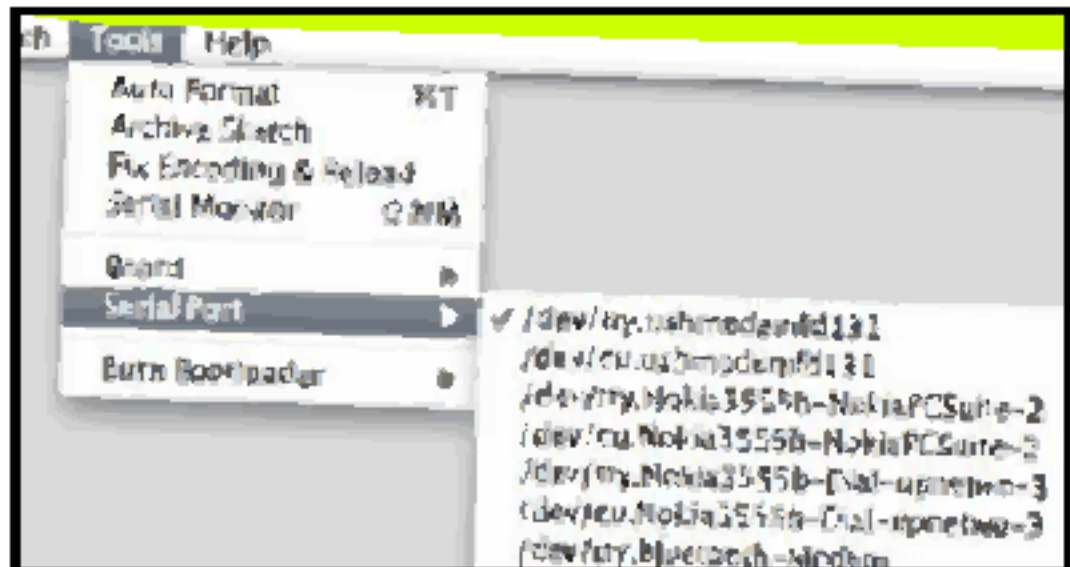 ch Tools Help
Auto Format ⌘T
Archive Sketch
Fix Encoding & Reload
Serial Monitor ⇧⌘M
Board
Serial Port
Burn Bootloader
✓ /dev/tty.usbmodemfd131
/dev/cu.usbmodemfd131
/dev/tty.Nokia3555b-NokiaPCSuite-2
/dev/cu.Nokia3555b-NokiaPCSuite-2
/dev/tty.Nokia3555b-Dial-upnetwo-3
/dev/cu.Nokia3555b-Dial-upnetwo-3
/dev/tty.Bluetooth-Modem